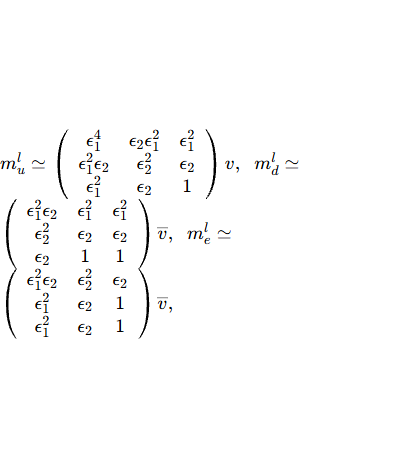 m_u^l ≃ ( ϵ_1^4 ϵ_2ϵ_1^2 ϵ_1^2
ϵ_1^2ϵ_2 ϵ_2^2 ϵ_2
ϵ_1^2 ϵ_2 1 ) v, m_d^l ≃
( ϵ_1^2ϵ_2 ϵ_1^2 ϵ_1^2
ϵ_2^2 ϵ_2 ϵ_2
ϵ_2 1 1 ) v̅, m_e^l ≃
( ϵ_1^2ϵ_2 ϵ_2^2 ϵ_2
ϵ_1^2 ϵ_2 1
ϵ_1^2 ϵ_2 1 ) v̅,